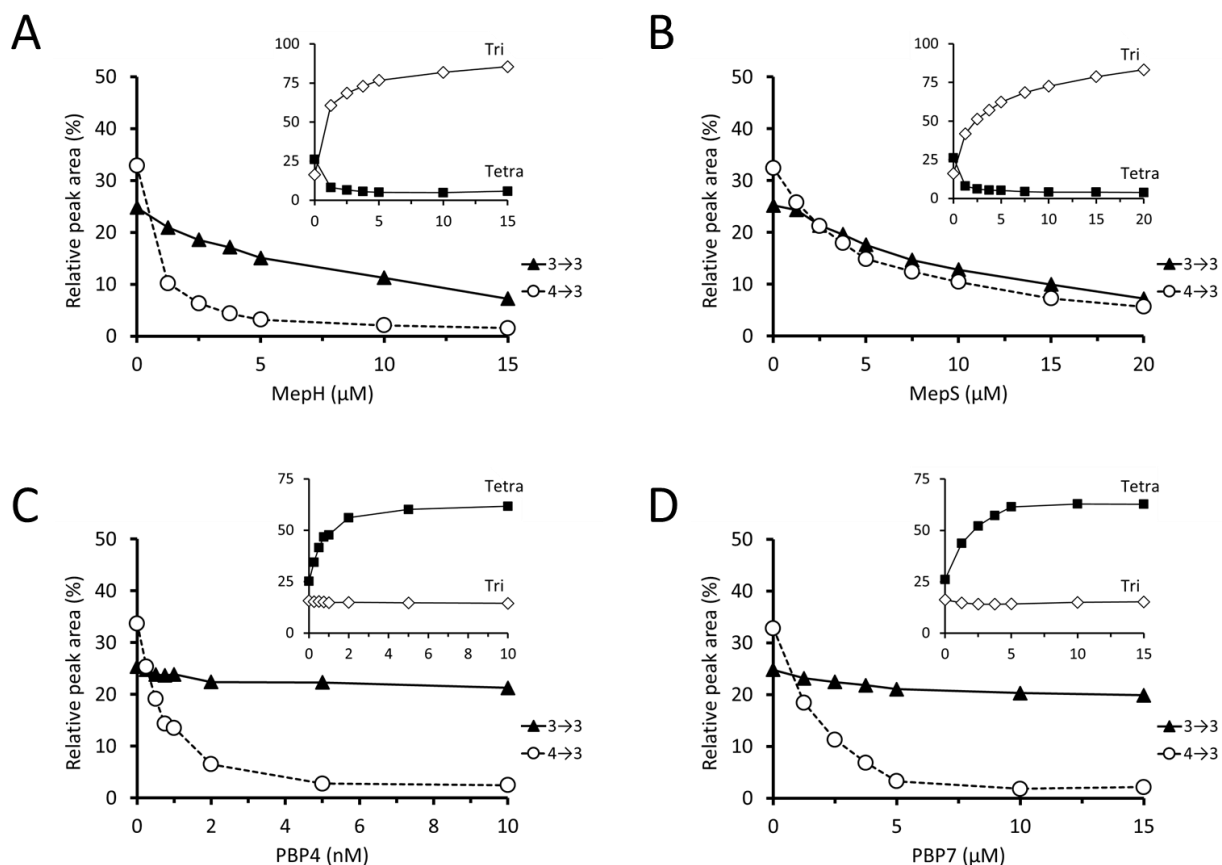 A
Relative peak area (%)
50
40
30
20
10
0
0 5 10 15
MepH (μM)
100
75
50
25
0
0 5 10 15
Tri
Tetra
3→3
4→3
B
Relative peak area (%)
50
40
30
20
10
0
0 5 10 15 20
MepS (μM)
100
75
50
25
0
0 5 10 15 20
Tri
Tetra
3→3
4→3
C
Relative peak area (%)
50
40
30
20
10
0
0 2 4 6 8 10
PBP4 (nM)
75
50
25
0
0 2 4 6 8 10
Tetra
Tri
3→3
4→3
D
Relative peak area (%)
50
40
30
20
10
0
0 5 10 15
PBP7 (μM)
75
50
25
0
0 5 10 15
Tetra
Tri
3→3
4→3